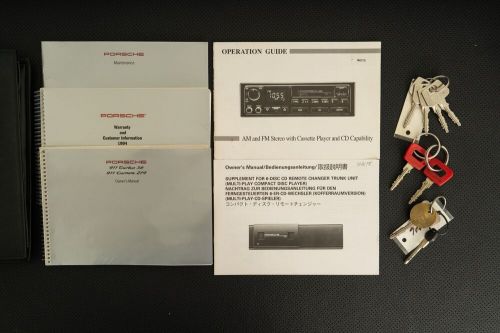 PORSCHE
Maintenance
PORSCHE
Warranty
and
Customer Information
1994
PORSCHE
911 Turbo 3.6
911 Carrera 2/4
Owner's Manual
OPERATION GUIDE
1055
AM and FM Stereo with Cassette Player and CD Capability
Owner's Manual/Bedienungsanleitung/取扱説明書
SUPPLEMENT FOR 6-DISC CD REMOTE CHANGER TRUNK UNIT
(MULTI-PLAY COMPACT DISC PLAYER)
NACHTRAG ZUR BEDIENUNGSANLEITUNG FÜR DEN
FERNGESTEUERTEN 6-ER-CD-WECHSLER (KOFFERRAUMVERSION)
(MULTI-PLAY-CD-SPIELER)
コンパクト・ディスク・リモートチェンジャー